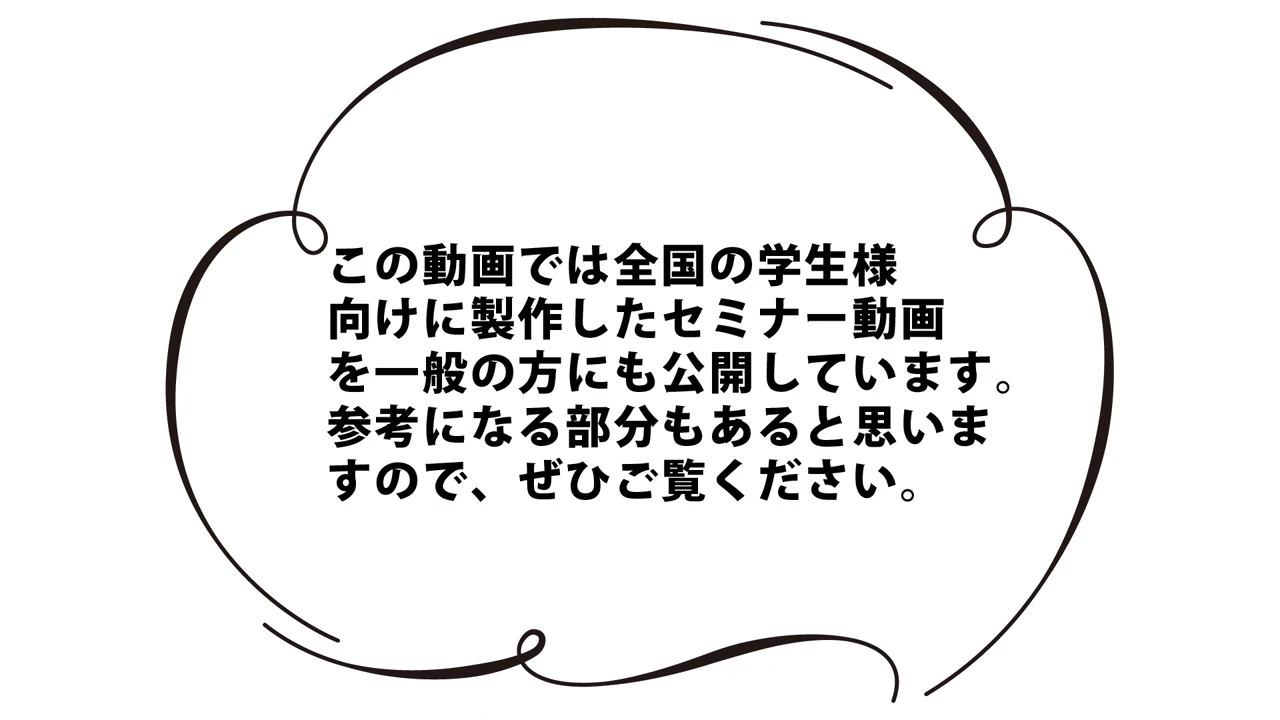 この動画では全国の学生様
向けに製作したセミナー動画
を一般の方にも公開しています。
参考になる部分もあると思いま
すので、ぜひご覧ください。